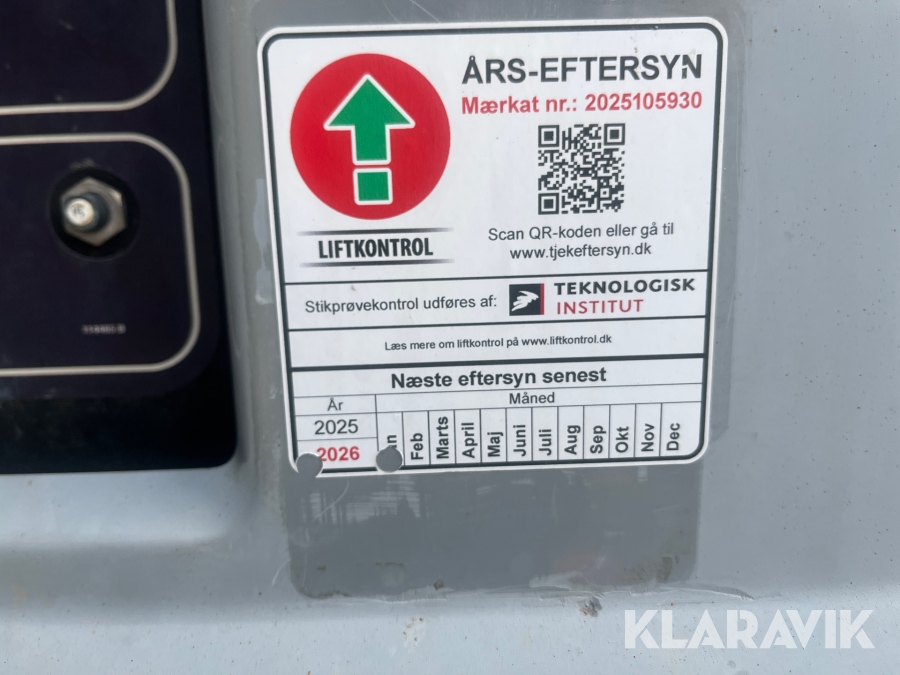 ÅRS-EFTERSYN
Mærkat nr.: 2025105930
Scan QR-koden eller gå til
www.tjekeftersyn.dk
LIFTKONTROL
Stikprøvekontrol udføres af:
TEKNOLOGISK
INSTITUT
Læs mere om liftkontrol på www.liftkontrol.dk
Næste eftersyn senest
År
Måned
2025
2026
Feb
Marts
April
Maj
Juni
Juli
Aug
Sep
Okt
Nov
Dec
KLARAVIK